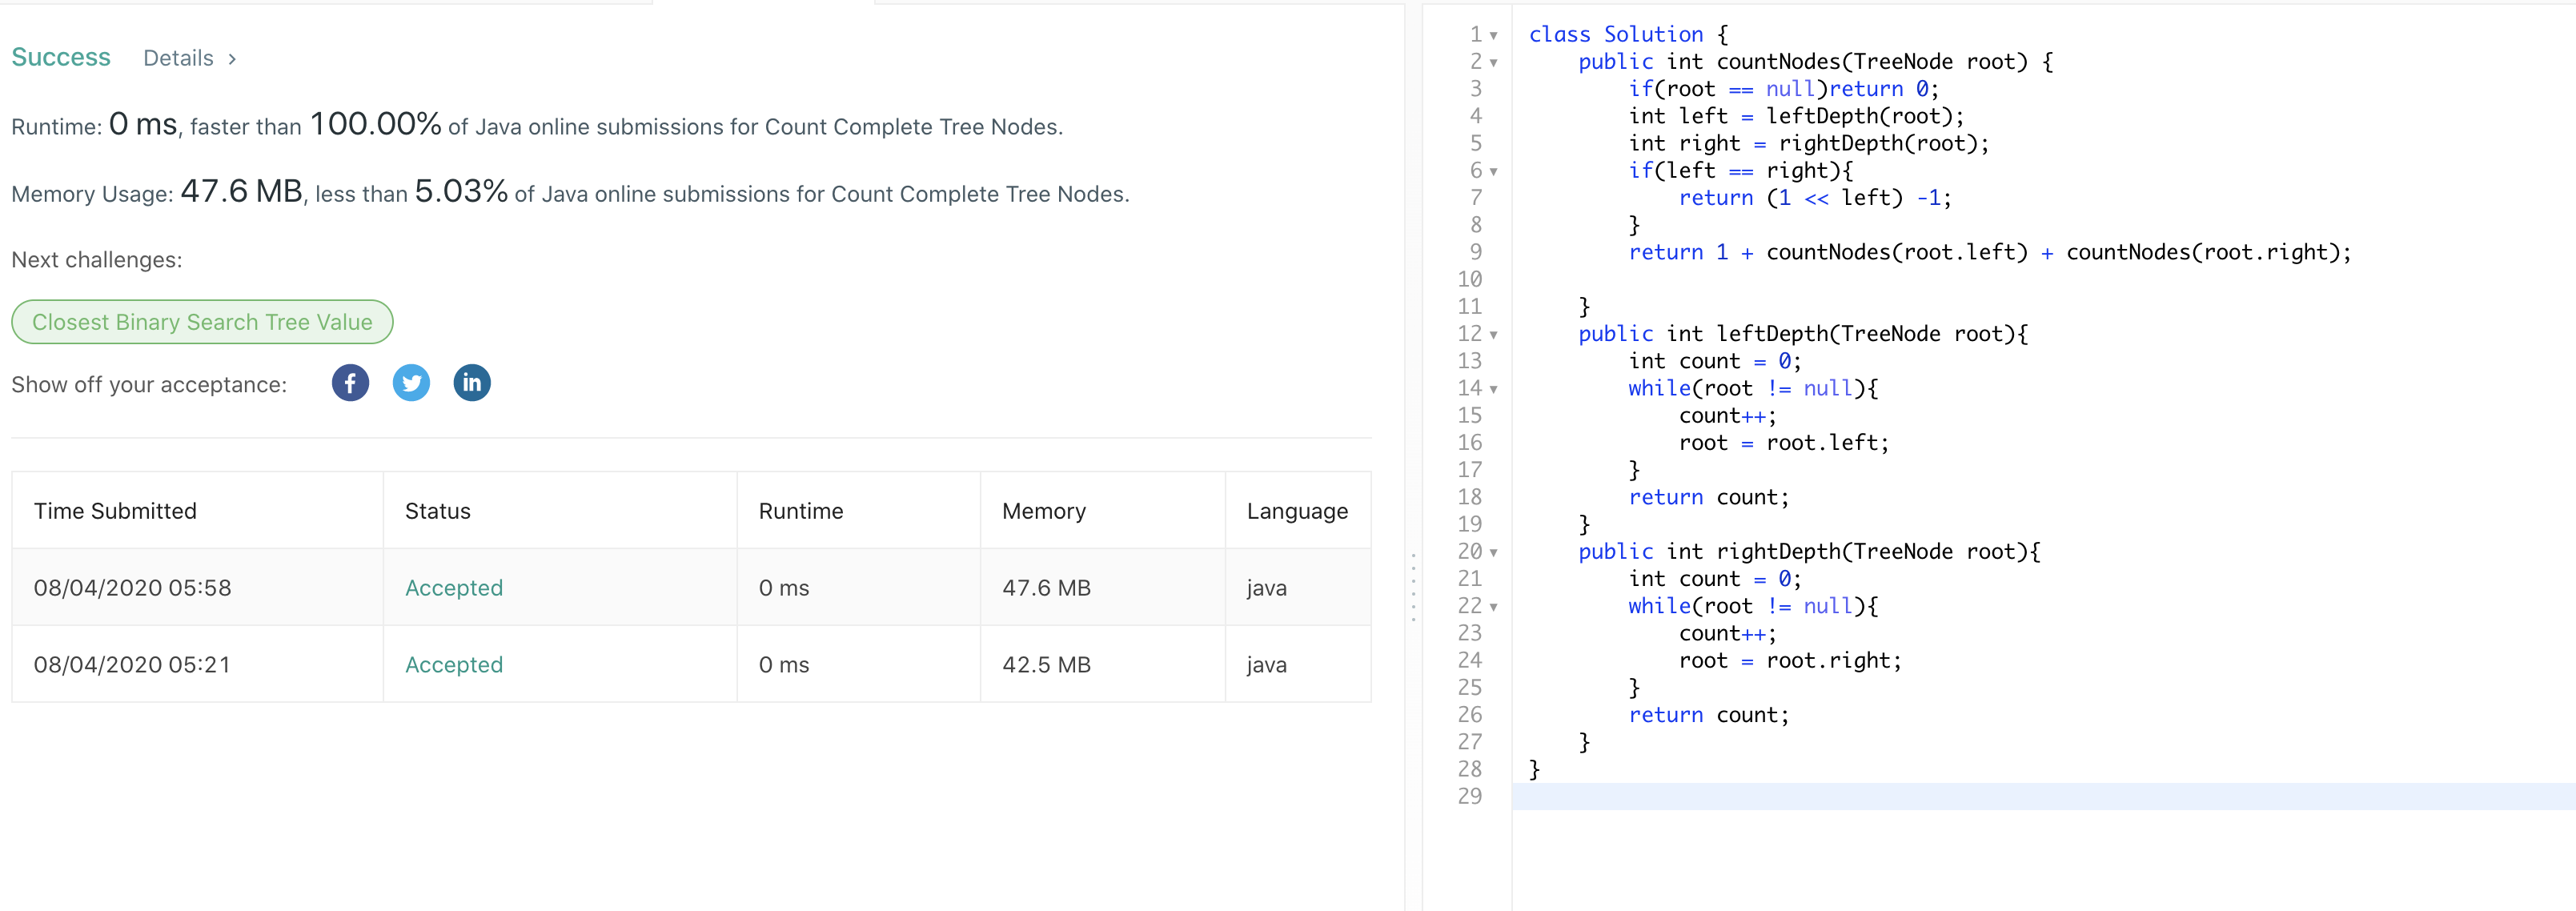 Success Details >
Runtime: 0 ms, faster than 100.00% of Java online submissions for Count Complete Tree Nodes.
Memory Usage: 47.6 MB, less than 5.03% of Java online submissions for Count Complete Tree Nodes.
Next challenges:
Closest Binary Search Tree Value
Show off your acceptance:
f
in
Time Submitted Status Runtime Memory Language
08/04/2020 05:58 Accepted 0 ms 47.6 MB java
08/04/2020 05:21 Accepted 0 ms 42.5 MB java
1 class Solution {
2     public int countNodes(TreeNode root) {
3         if(root == null)return 0;
4         int left = leftDepth(root);
5         int right = rightDepth(root);
6         if(left == right){
7             return (1 << left) -1;
8         }
9         return 1 + countNodes(root.left) + countNodes(root.right);
10
11     }
12     public int leftDepth(TreeNode root){
13         int count = 0;
14         while(root != null){
15             count++;
16             root = root.left;
17         }
18         return count;
19     }
20     public int rightDepth(TreeNode root){
21         int count = 0;
22         while(root != null){
23             count++;
24             root = root.right;
25         }
26         return count;
27     }
28 }
29